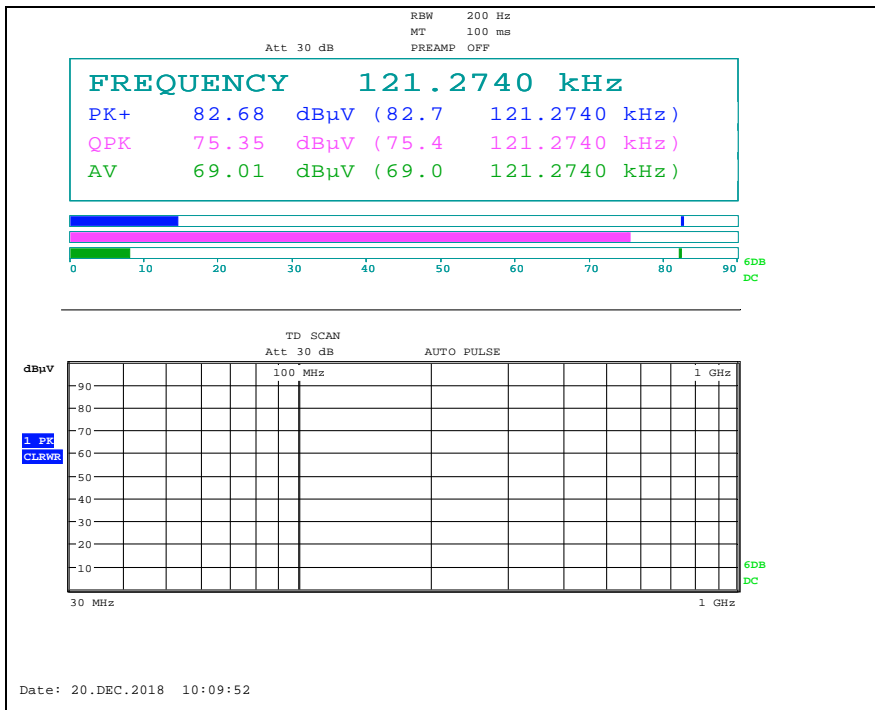 RBW 200 Hz
MT 100 ms
Att 30 dB PREAMP OFF
FREQUENCY 121.2740 kHz
PK+ 82.68 dBµV (82.7 121.2740 kHz)
QPK 75.35 dBµV (75.4 121.2740 kHz)
AV 69.01 dBµV (69.0 121.2740 kHz)
0 10 20 30 40 50 60 70 80 90
6DB
DC
TD SCAN
Att 30 dB AUTO PULSE
dBµV
100 MHz 1 GHz
90
80
70
1 PK
CLRWR
60
50
40
30
20
10
6DB
DC
30 MHz 1 GHz
Date: 20.DEC.2018 10:09:52